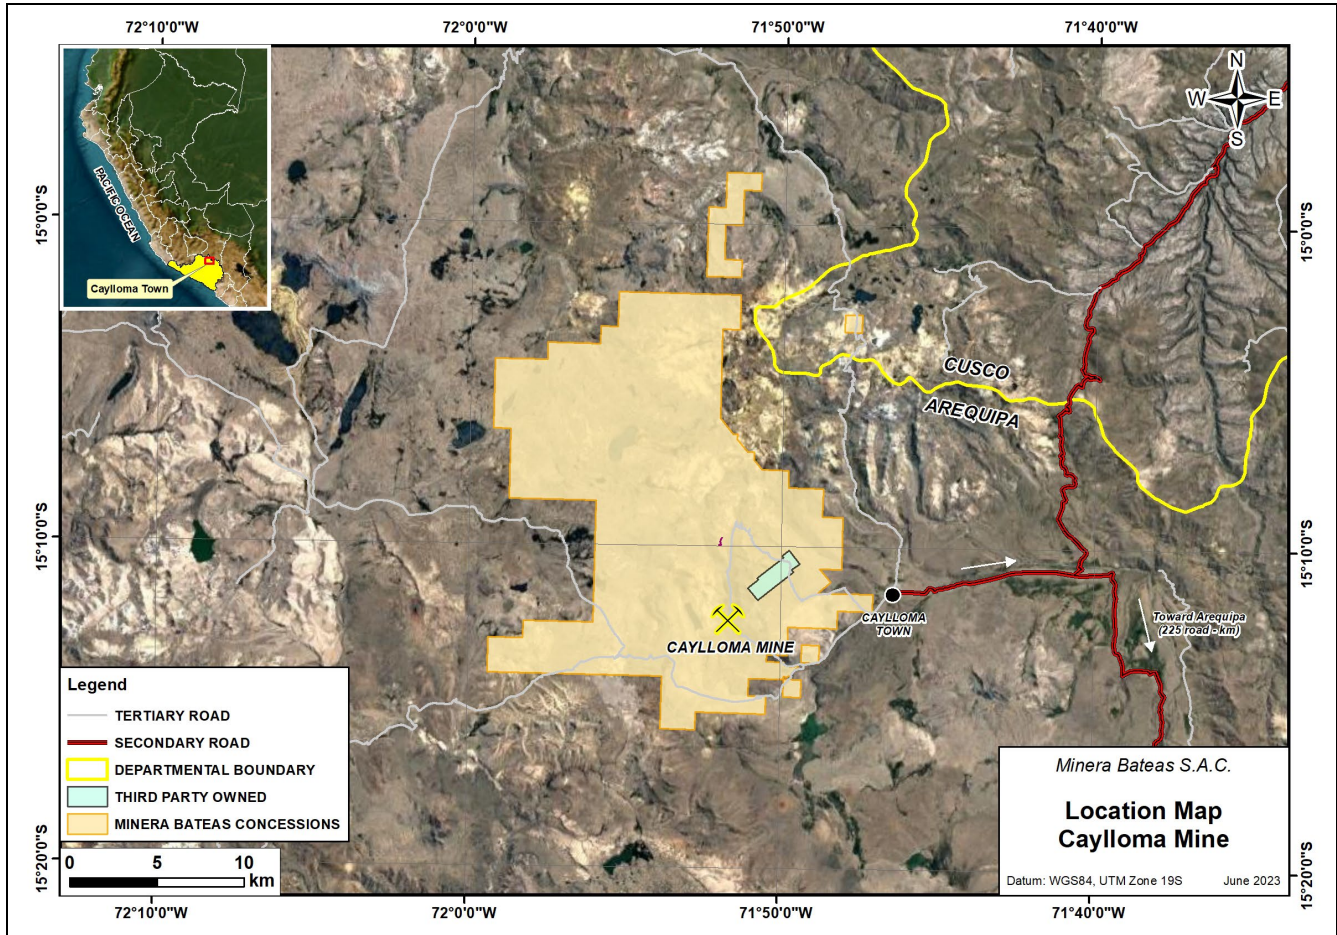 72°10'0"W
72°0'0"W
71°50'0"W
71°40'0"W
N
W
E
S
PACIFIC OCEAN
Caylloma Town
15°0'0"S
15°0'0"S
CUSCO
AREQUIPA
15°10'0"S
15°10'0"S
CAYLLOMA
TOWN
Toward Arequipa
(225 road - km)
CAYLLOMA MINE
Legend
TERTIARY ROAD
SECONDARY ROAD
DEPARTMENTAL BOUNDARY
THIRD PARTY OWNED
MINERA BATEAS CONCESSIONS
Minera Bateas S.A.C.
Location Map
Caylloma Mine
Datum: WGS84, UTM Zone 19S June 2023
0 5 10
km
15°20'0"S
15°20'0"S
72°10'0"W
72°0'0"W
71°50'0"W
71°40'0"W